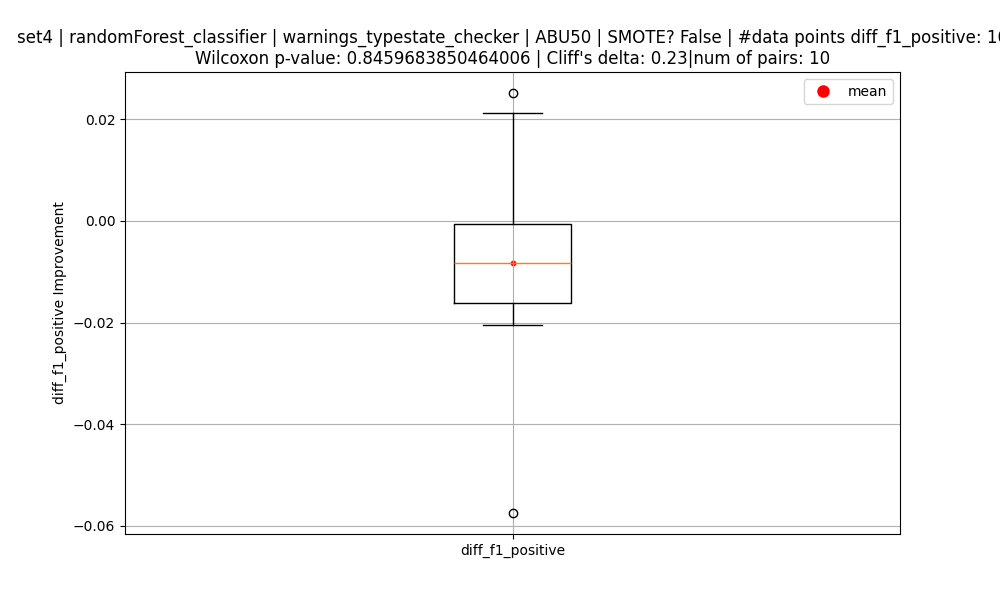 set4 | randomForest_classifier | warnings_typestate_checker | ABU50 | SMOTE? False | #data points diff_f1_positive: 10
Wilcoxon p-value: 0.8459683850464006 | Cliff's delta: 0.23|num of pairs: 10
mean
0.02
0.00
−0.02
−0.04
−0.06
diff_f1_positive Improvement
diff_f1_positive